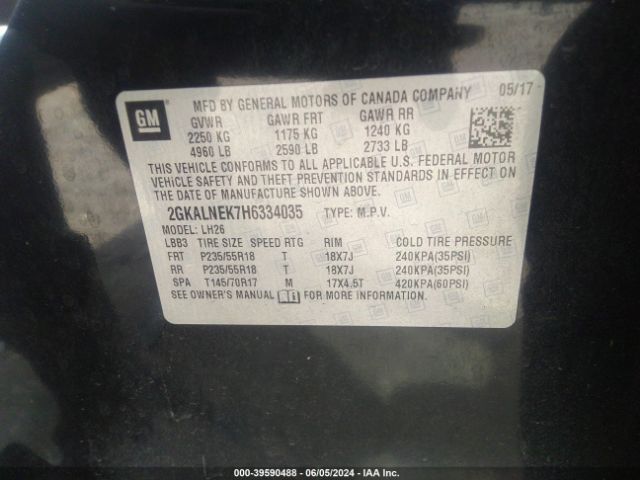 GM
MFD BY GENERAL MOTORS OF CANADA COMPANY 05/17
GVWR GAWR FRT GAWR RR
2250 KG 1175 KG 1240 KG
4960 LB 2590 LB 2733 LB
THIS VEHICLE CONFORMS TO ALL APPLICABLE U.S. FEDERAL MOTOR
VEHICLE SAFETY AND THEFT PREVENTION STANDARDS IN EFFECT ON
THE DATE OF MANUFACTURE SHOWN ABOVE.
2GKALNEK7H6334035 TYPE: M.P.V.
MODEL: LH26
LBB3 TIRE SIZE SPEED RTG RIM COLD TIRE PRESSURE
FRT P235/55R18 T 18X7J 240KPA(35PSI)
RR P235/55R18 T 18X7J 240KPA(35PSI)
SPA T145/70R17 M 17X4.5T 420KPA(60PSI)
SEE OWNER'S MANUAL FOR MORE INFORMATION.
000-39590488 - 06/05/2024 - IAA Inc.